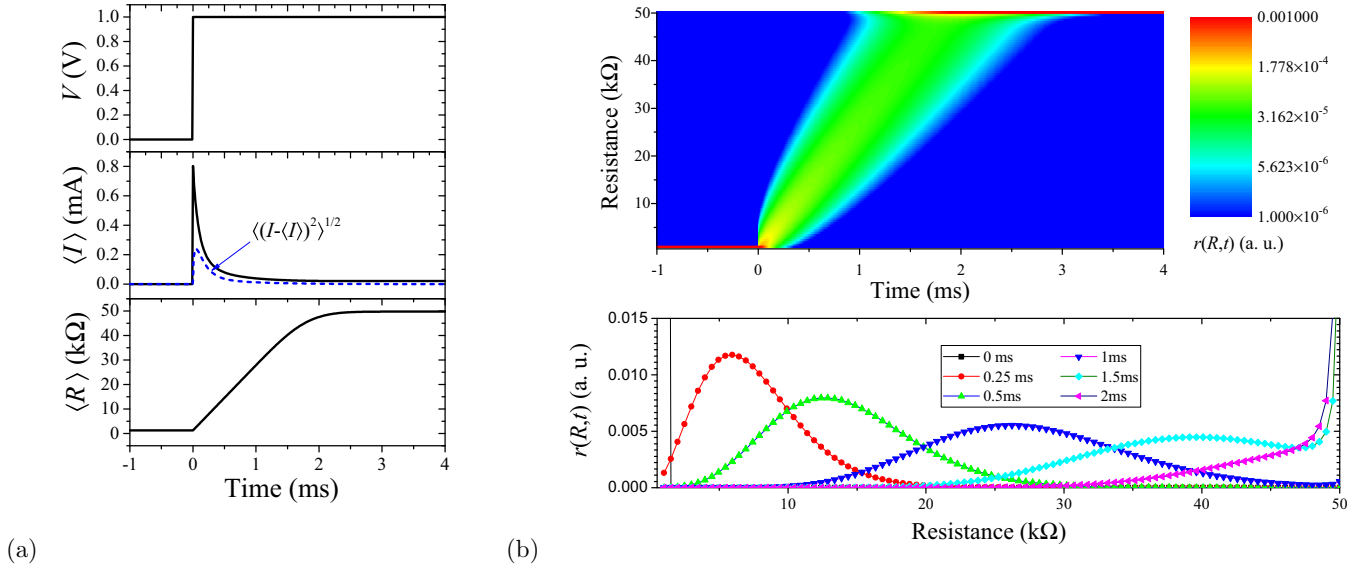 1.0
0.8
0.6
0.4
0.2
0.0
V (V)
0.8
0.6
0.4
0.2
0.0
⟨I⟩ (mA)
⟨(I-⟨I⟩)²⟩^1/2
50
40
30
20
10
0
⟨R⟩ (kΩ)
-1 0 1 2 3 4
Time (ms)
(a)
50
40
30
20
10
Resistance (kΩ)
-1 0 1 2 3 4
Time (ms)
0.001000
1.778×10⁻⁴
3.162×10⁻⁵
5.623×10⁻⁶
1.000×10⁻⁶
r(R,t) (a. u.)
0.015
0.010
0.005
0.000
r(R,t) (a. u.)
0 ms 1ms
0.25 ms 1.5ms
0.5ms 2ms
10 20 30 40 50
Resistance (kΩ)
(b)